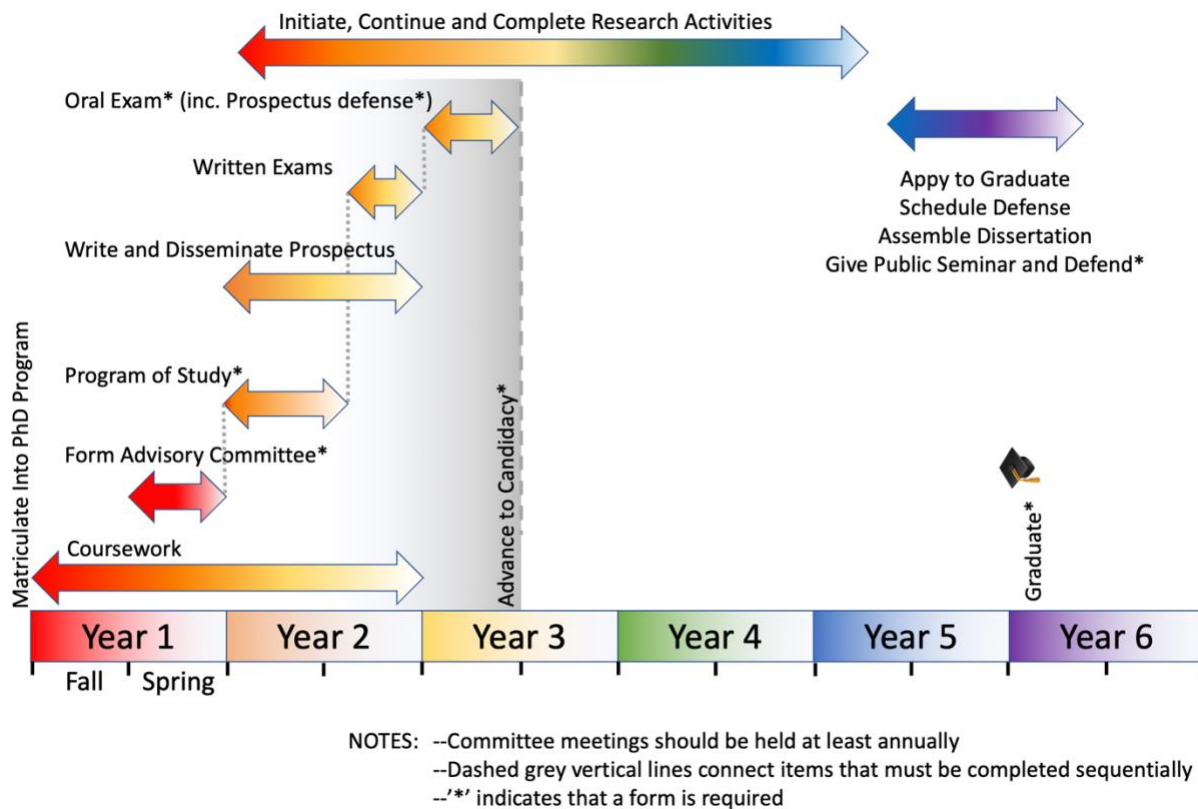 Initiate, Continue and Complete Research Activities
Oral Exam* (inc. Prospectus defense*)
Written Exams
Appy to Graduate
Schedule Defense
Assemble Dissertation
Give Public Seminar and Defend*
Write and Disseminate Prospectus
Program of Study*
Form Advisory Committee*
Coursework
Matriculate Into PhD Program
Advance to Candidacy*
Graduate*
Year 1 Year 2 Year 3 Year 4 Year 5 Year 6
Fall Spring
NOTES: --Committee meetings should be held at least annually
--Dashed grey vertical lines connect items that must be completed sequentially
--’*’ indicates that a form is required